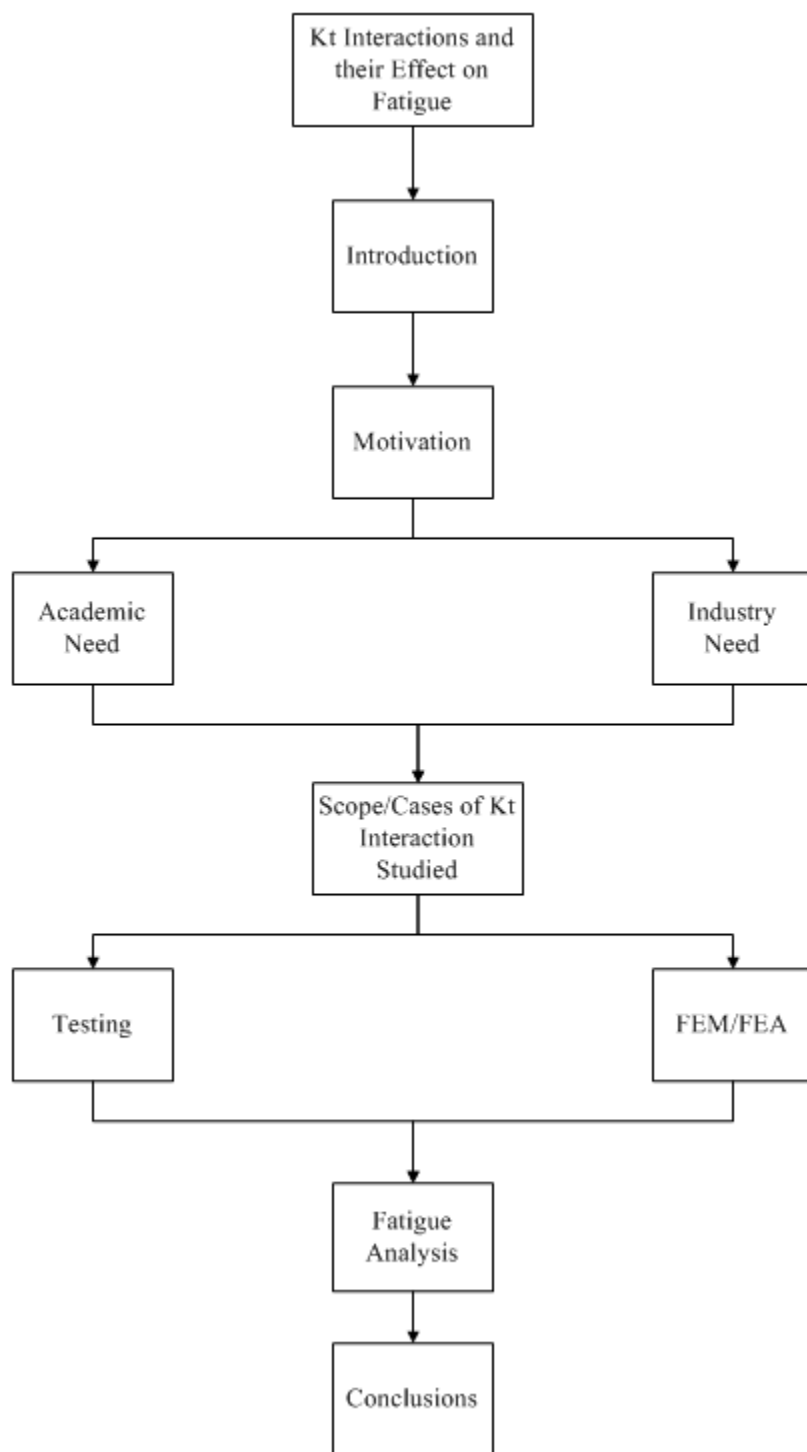 Kt Interactions and
their Effect on
Fatigue
Introduction
Motivation
Academic
Need
Industry
Need
Scope/Cases of Kt
Interaction
Studied
Testing
FEM/FEA
Fatigue
Analysis
Conclusions